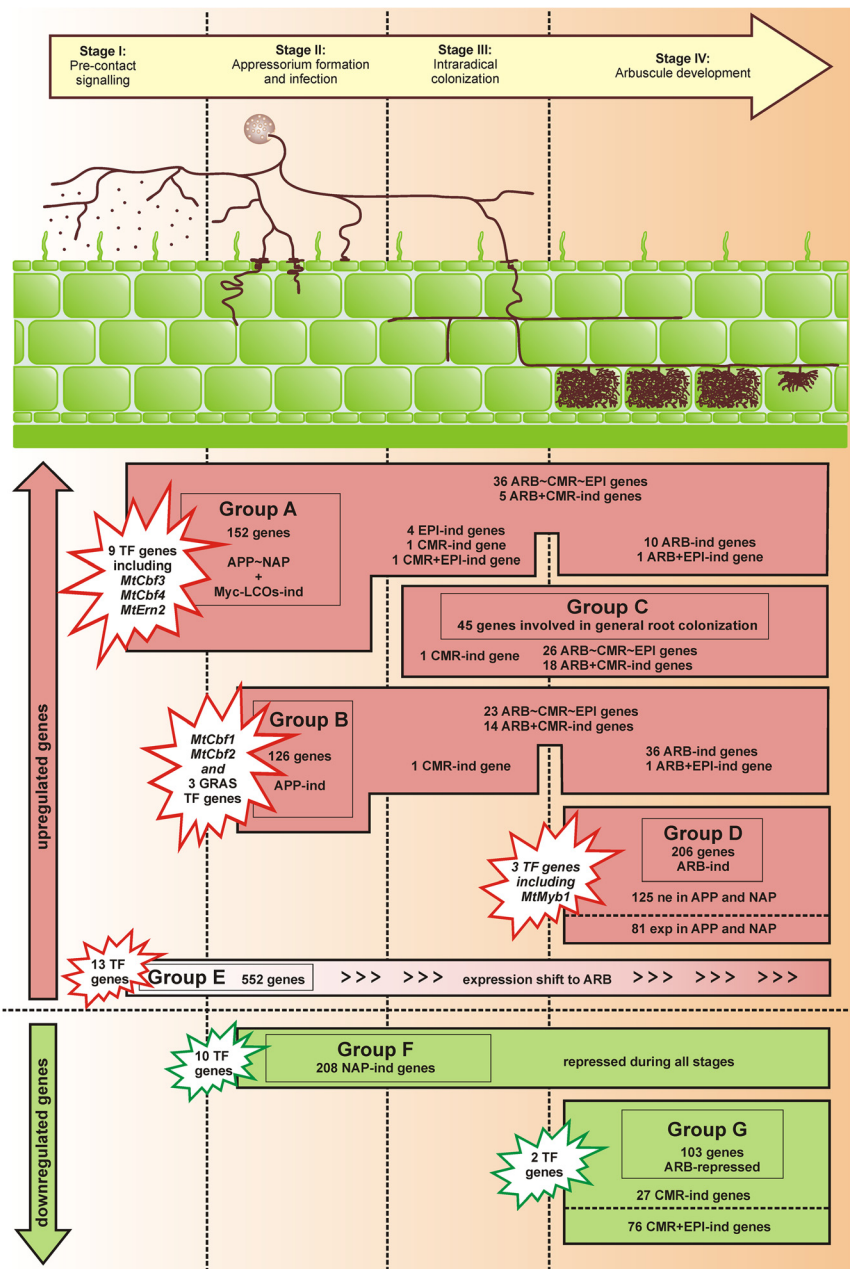 Stage I:
Pre-contact
signalling
Stage II:
Appressorium formation
and infection
Stage III:
Intraradical
colonization
Stage IV:
Arbuscule development
upregulated genes
9 TF genes
including
MtCbf3
MtCbf4
MtErn2
Group A
152 genes
APP~NAP
+
Myc-LCOs-ind
36 ARB~CMR~EPI genes
5 ARB+CMR-ind genes
4 EPI-ind genes
1 CMR-ind gene
1 CMR+EPI-ind gene
10 ARB-ind genes
1 ARB+EPI-ind gene
Group C
45 genes involved in general root colonization
1 CMR-ind gene
26 ARB~CMR~EPI genes
18 ARB+CMR-ind genes
MtCbf1
MtCbf2
and
3 GRAS
TF genes
Group B
126 genes
APP-ind
23 ARB~CMR~EPI genes
14 ARB+CMR-ind genes
1 CMR-ind gene
36 ARB-ind genes
1 ARB+EPI-ind gene
3 TF genes
including
MtMyb1
Group D
206 genes
ARB-ind
125 ne in APP and NAP
81 exp in APP and NAP
13 TF
genes
Group E 552 genes >>> >>> expression shift to ARB >>> >>> >>>
downregulated genes
10 TF
genes
Group F
208 NAP-ind genes
repressed during all stages
2 TF
genes
Group G
103 genes
ARB-repressed
27 CMR-ind genes
76 CMR+EPI-ind genes